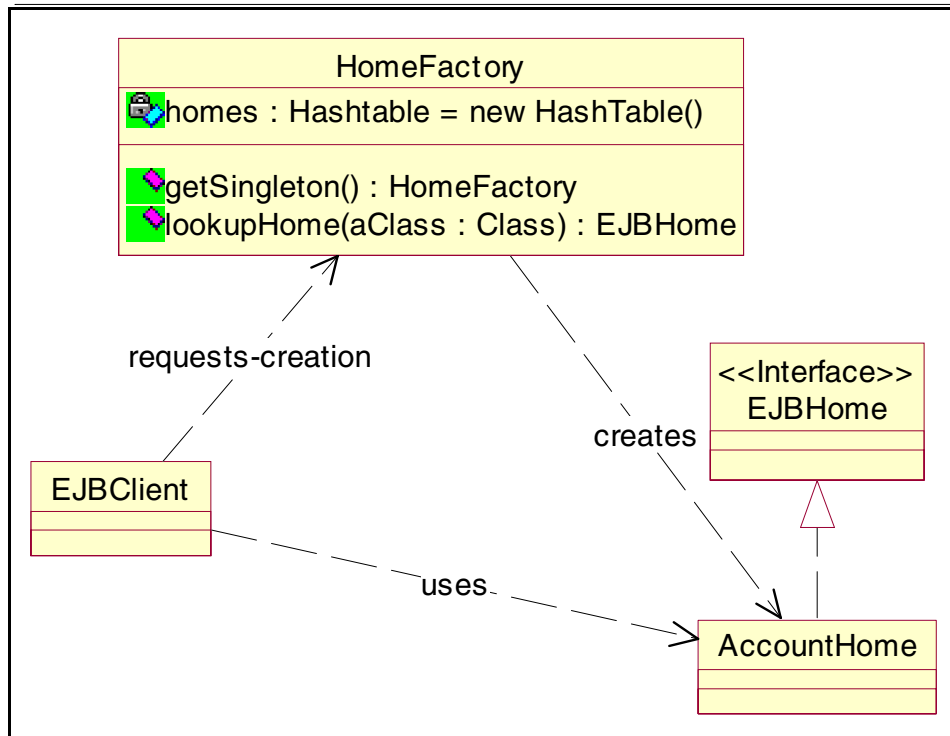 HomeFactory
homes : Hashtable = new HashTable()
getSingleton() : HomeFactory
lookupHome(aClass : Class) : EJBHome
requests-creation
<<Interface>>
EJBHome
creates
EJBClient
uses
AccountHome